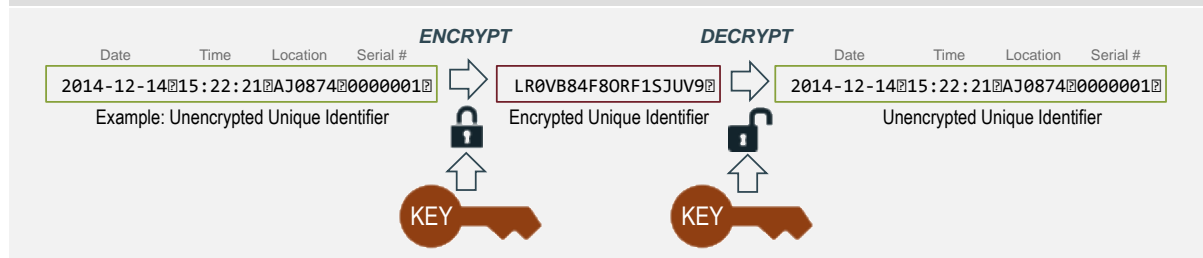 ENCRYPT DECRYPT
Date Time Location Serial # Date Time Location Serial #
2014-12-14⍰15:22:21⍰AJ0874⍰0000001⍰ LR0VB84F8ORF1SJUV9⍰ 2014-12-14⍰15:22:21⍰AJ0874⍰0000001⍰
Example: Unencrypted Unique Identifier Encrypted Unique Identifier Unencrypted Unique Identifier
KEY KEY